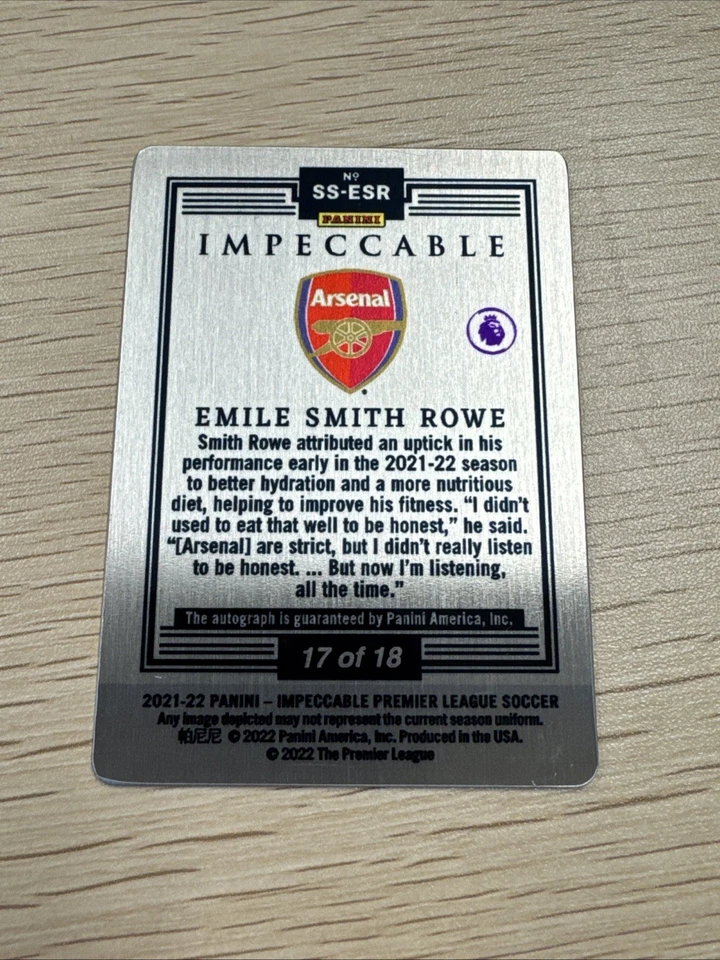 Nº
SS-ESR
PANINI
IMPECCABLE
Arsenal
EMILE SMITH ROWE
Smith Rowe attributed an uptick in his
performance early in the 2021-22 season
to better hydration and a more nutritious
diet, helping to improve his fitness. “I didn’t
used to eat that well to be honest,” he said.
“[Arsenal] are strict, but I didn’t really listen
to be honest. ... But now I’m listening,
all the time.”
The autograph is guaranteed by Panini America, Inc.
17 of 18
2021-22 PANINI – IMPECCABLE PREMIER LEAGUE SOCCER
Any image depicted may not represent the current season uniform.
帕尼尼 © 2022 Panini America, Inc. Produced in the USA.
© 2022 The Premier League